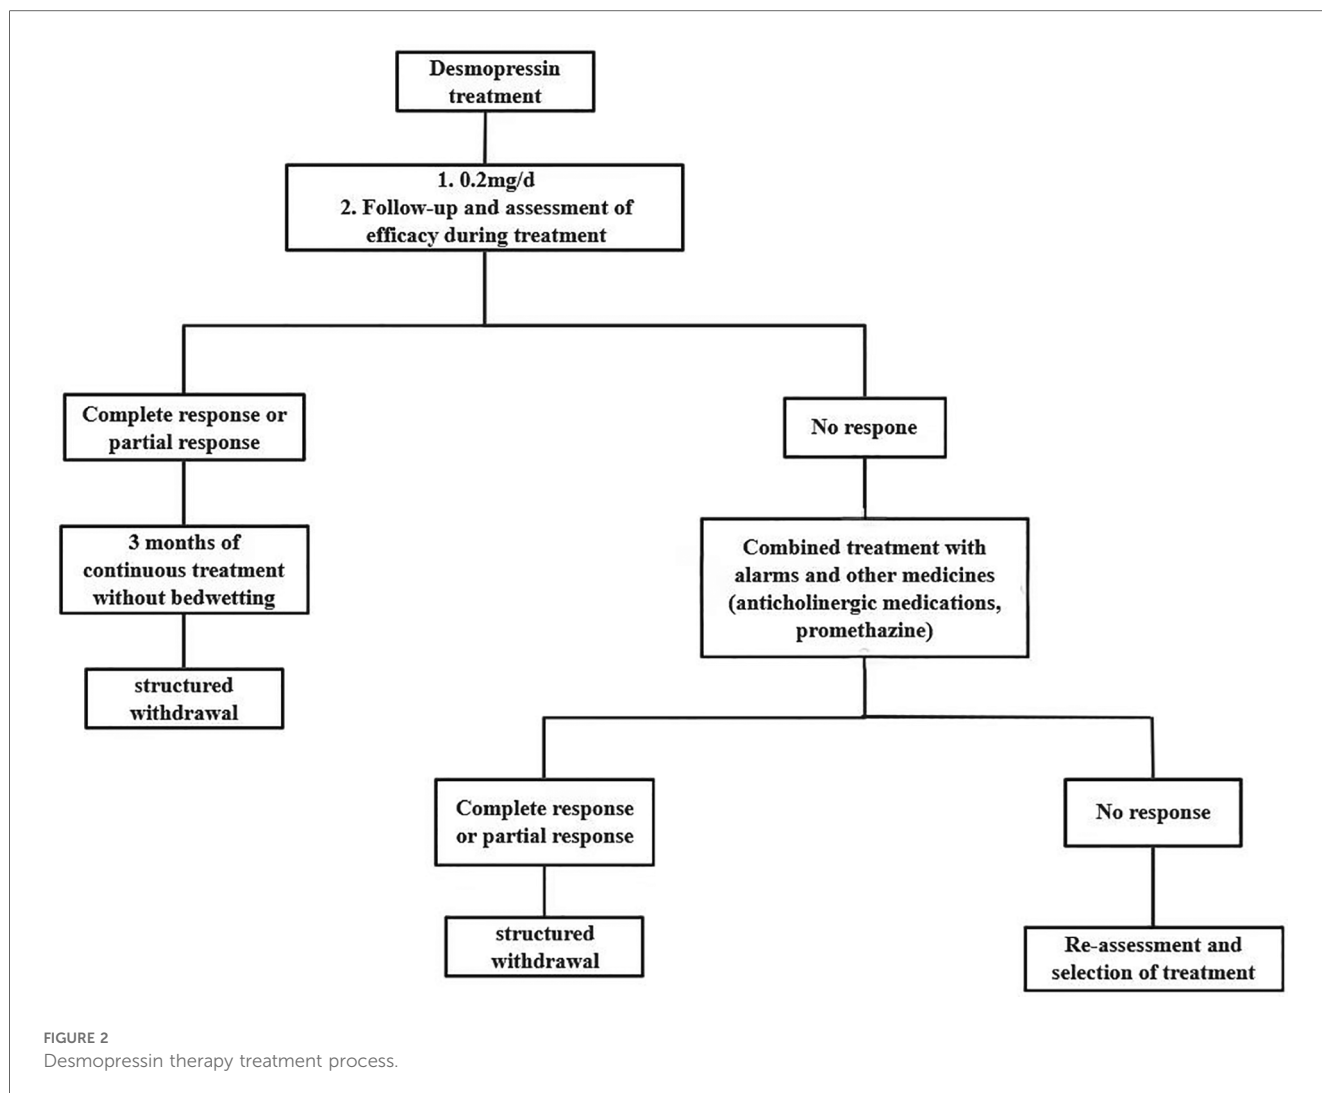 Desmopressin
treatment
1. 0.2mg/d
2. Follow-up and assessment of
efficacy during treatment
Complete response or
partial response
No respone
3 months of
continuous treatment
without bedwetting
Combined treatment with
alarms and other medicines
(anticholinergic medications,
promethazine)
structured
withdrawal
Complete response
or partial response
No response
structured
withdrawal
Re-assessment and
selection of treatment
FIGURE 2
Desmopressin therapy treatment process.